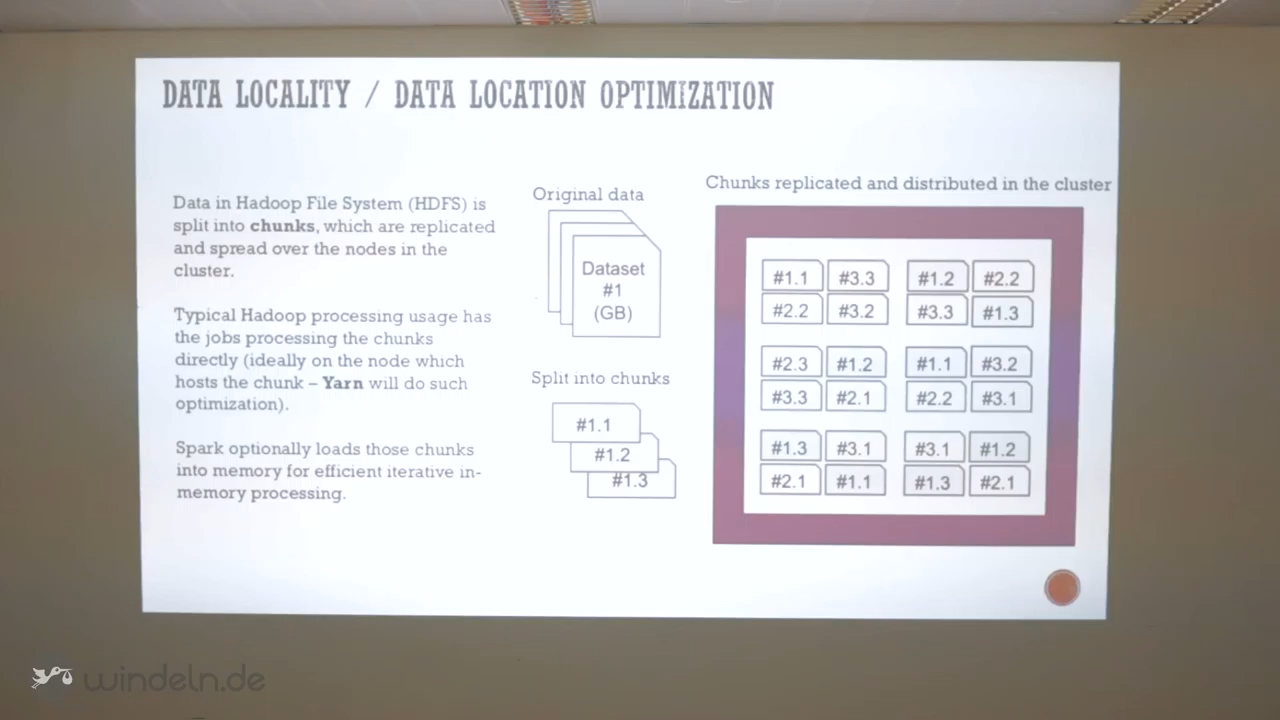 DATA LOCALITY / DATA LOCATION OPTIMIZATION
Data in Hadoop File System (HDFS) is
split into chunks, which are replicated
and spread over the nodes in the
cluster.
Typical Hadoop processing usage has
the jobs processing the chunks
directly (ideally on the node which
hosts the chunk – Yarn will do such
optimization).
Spark optionally loads those chunks
into memory for efficient iterative in-
memory processing.
Original data
Dataset
#1
(GB)
Split into chunks
#1.1
#1.2
#1.3
Chunks replicated and distributed in the cluster
#1.1 #3.3 #1.2 #2.2
#2.2 #3.2 #3.3 #1.3
#2.3 #1.2 #1.1 #3.2
#3.3 #2.1 #2.2 #3.1
#1.3 #3.1 #3.1 #1.2
#2.1 #1.1 #1.3 #2.1
windeln.de